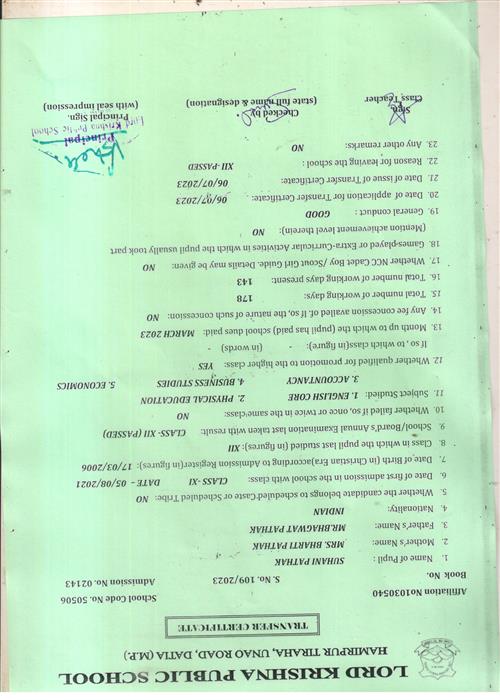 LORD KRISHNA PUBLIC SCHOOL
HAMIRPUR TIRAHA, UNAO ROAD, DATIA (M.P.)
TRANSFER CERTIFICATE
Affiliation No1030540 School Code No. 50506
Book No. S. No. 109/2023 Admission No. 02143
1. Name of Pupil : SUHANI PATHAK
2. Mother's Name: MRS. BHARTI PATHAK
3. Father's Name: MR.BHAGWAT PATHAK
4. Nationality: INDIAN
5. Whether the candidate belongs to scheduled Caste or Scheduled Tribe: NO
6. Date of first admission in the school with class: CLASS -XI DATE - 05/08/2021
7. Date of Birth (in Christian Era)according to Admission Register(in figures): 17/03/2006
8. Class in which the pupil last studied (in figures): XII
9. School/Board's Annual Examination last taken with result: CLASS- XII (PASSED)
10. Whether failed if so, once or twice in the same class: NO
11. Subject Studied: 1. ENGLISH CORE 2. PHYSICAL EDUCATION
3. ACCOUNTANCY 4. BUSINESS STUDIES 5. ECONOMICS
12. Whether qualified for promotion to the higher class: YES
If so , to which class(in figure): - (in words) -
13. Month up to which the (pupil has paid) school dues paid: MARCH 2023
14. Any fee concession availed of. If so, the nature of such concession: NO
15. Total number of working days: 178
16. Total number of working days present: 143
17. Whether NCC Cadet Boy /Scout Girl Guide. Details may be given: NO
18. Games-played or Extra-Curricular Activities in which the pupil usually took part
(Mention achievement level therein): NO
19. General conduct : GOOD
20. Date of application for Transfer Certificate: 06/07/2023
21. Date of issue of Transfer Certificate: 06/07/2023
22. Reason for leaving the school : XII-PASSED
23. Any other remarks: NO
Principal
Lord Krishna Public School
Sign Checked by Principal Sign.
Class Teacher (state full name & designation) (with seal impression)